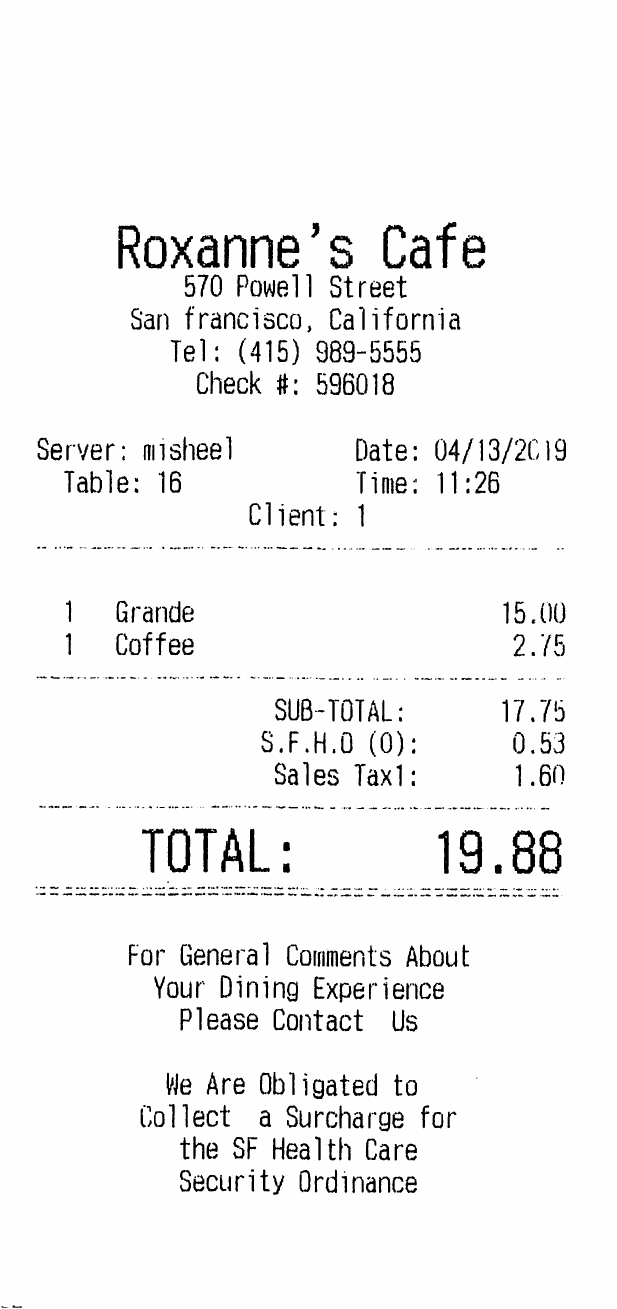 Roxanne's Cafe
570 Powell Street
San francisco, California
Tel: (415) 989-5555
Check #: 596018
Server: misheel Date: 04/13/2019
Table: 16 Time: 11:26
Client: 1
1 Grande 15.00
1 Coffee 2.75
SUB-TOTAL: 17.75
S.F.H.O (O): 0.53
Sales Tax1: 1.60
TOTAL: 19.88
For General Comments About
Your Dining Experience
Please Contact Us
We Are Obligated to
Collect a Surcharge for
the SF Health Care
Security Ordinance